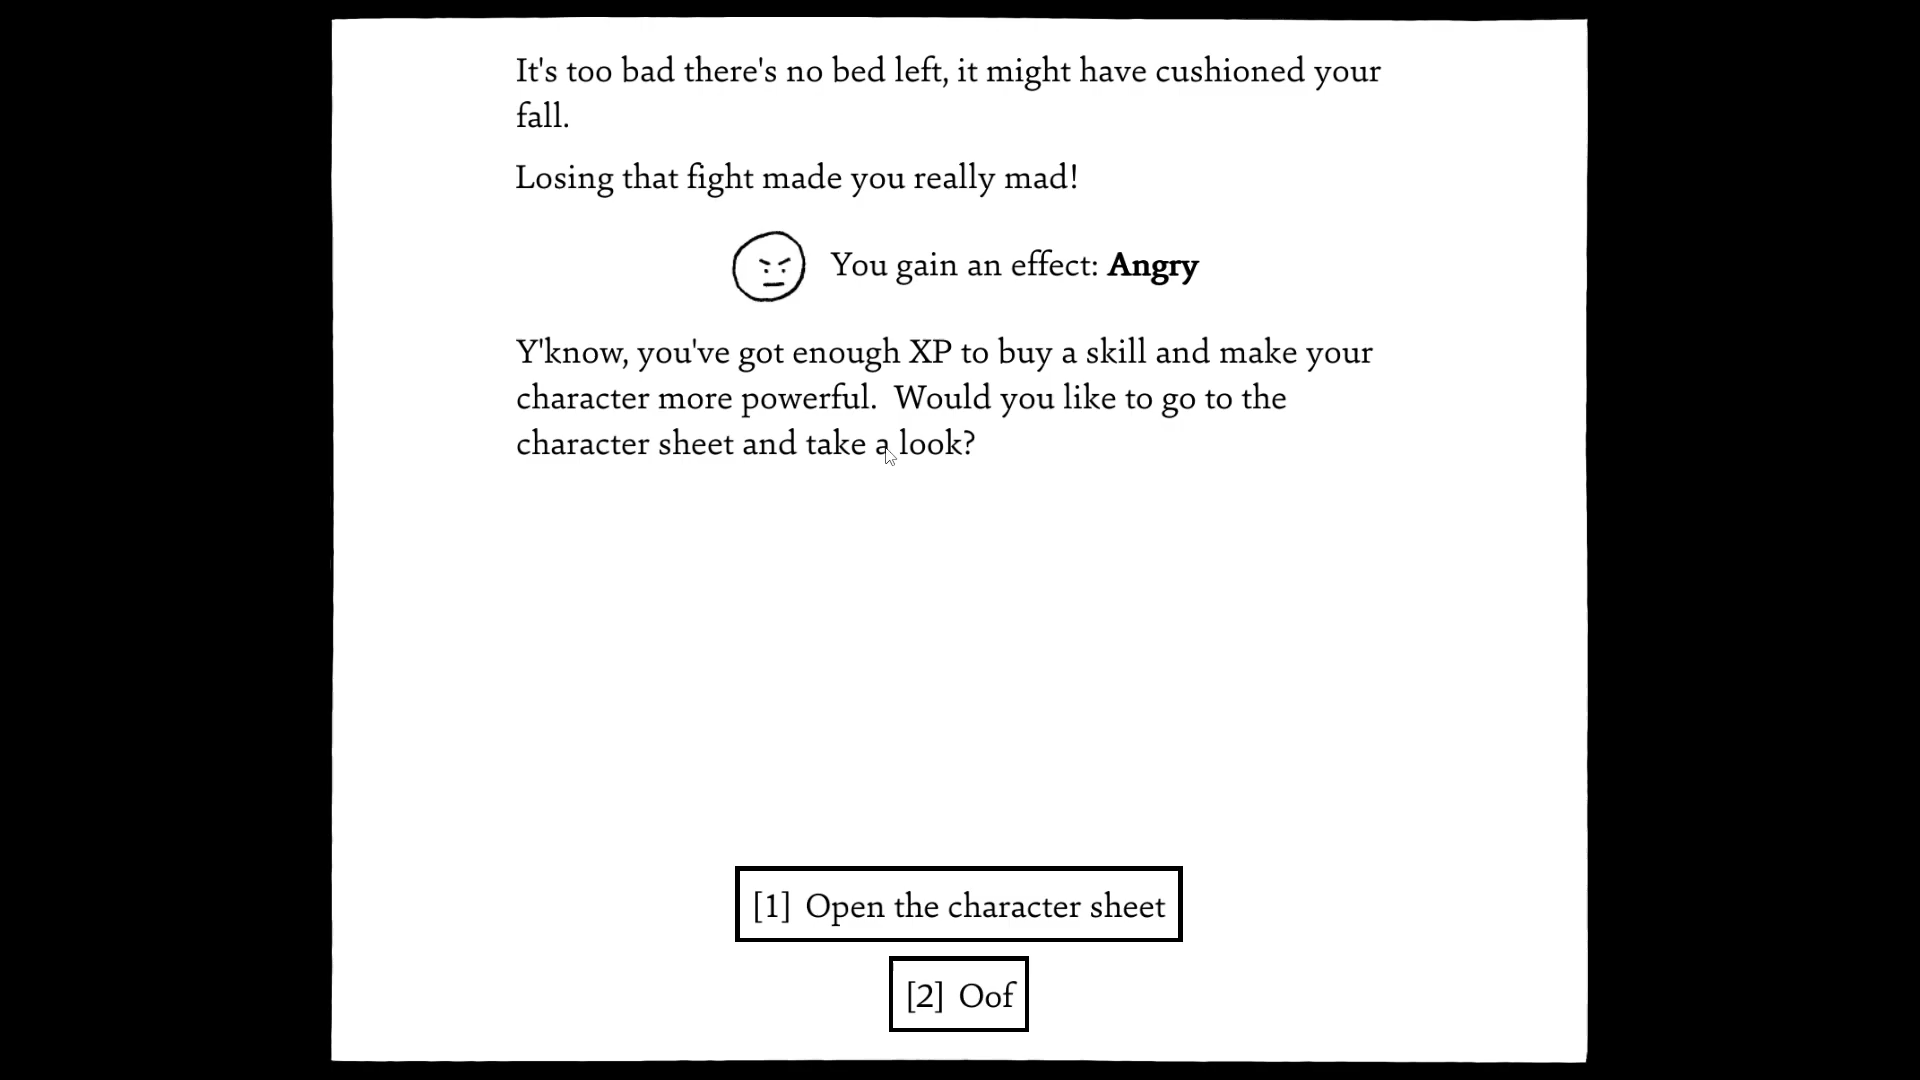 It's too bad there's no bed left, it might have cushioned your
fall.
Losing that fight made you really mad!
You gain an effect: Angry
Y'know, you've got enough XP to buy a skill and make your
character more powerful.  Would you like to go to the
character sheet and take a look?
[1] Open the character sheet
[2] Oof